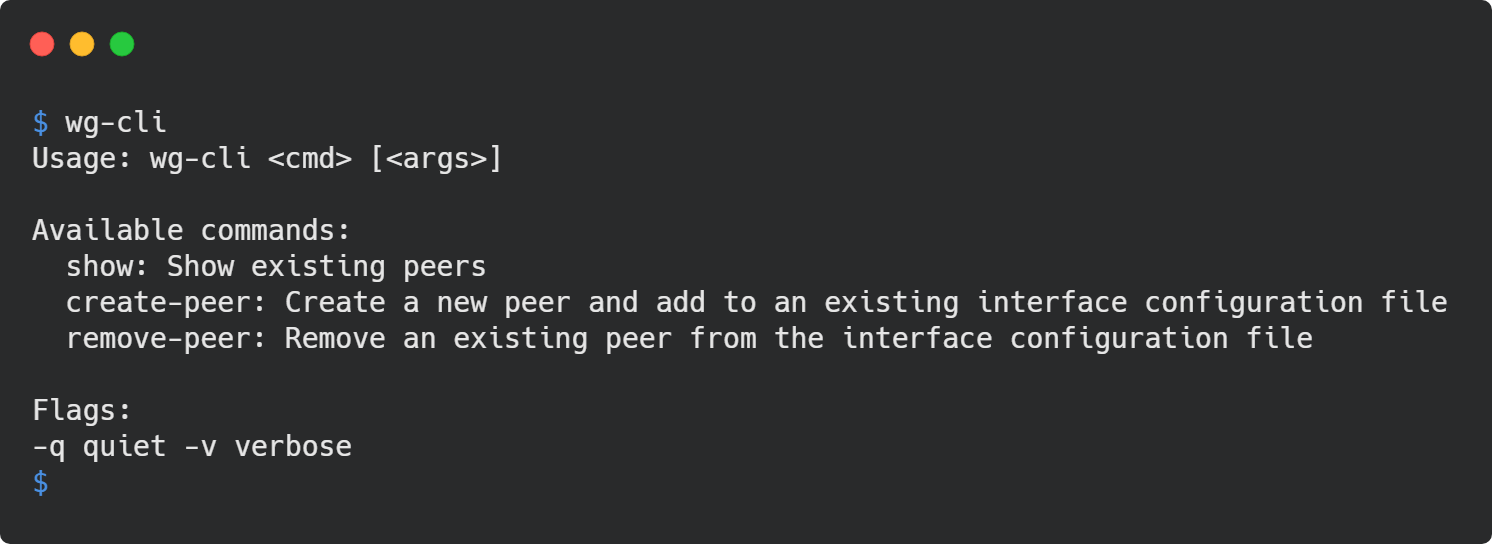 $ wg-cli
Usage: wg-cli <cmd> [<args>]
Available commands:
show: Show existing peers
create-peer: Create a new peer and add to an existing interface configuration file
remove-peer: Remove an existing peer from the interface configuration file
Flags:
-q quiet -v verbose
$